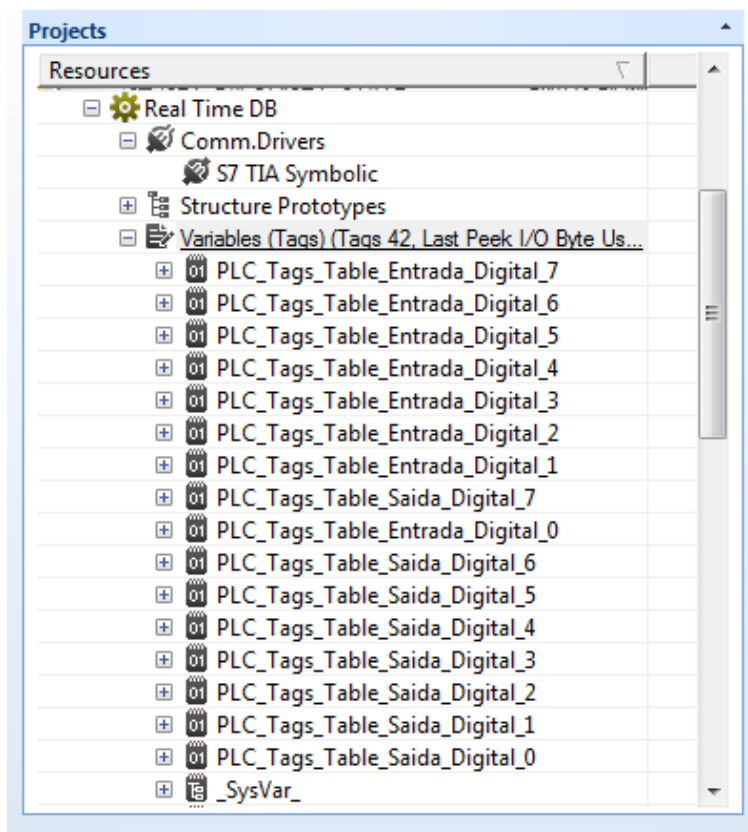 Projects
Resources
Real Time DB
Comm.Drivers
S7 TIA Symbolic
Structure Prototypes
Variables (Tags) (Tags 42, Last Peek I/O Byte Us...
PLC_Tags_Table_Entrada_Digital_7
PLC_Tags_Table_Entrada_Digital_6
PLC_Tags_Table_Entrada_Digital_5
PLC_Tags_Table_Entrada_Digital_4
PLC_Tags_Table_Entrada_Digital_3
PLC_Tags_Table_Entrada_Digital_2
PLC_Tags_Table_Entrada_Digital_1
PLC_Tags_Table_Saida_Digital_7
PLC_Tags_Table_Entrada_Digital_0
PLC_Tags_Table_Saida_Digital_6
PLC_Tags_Table_Saida_Digital_5
PLC_Tags_Table_Saida_Digital_4
PLC_Tags_Table_Saida_Digital_3
PLC_Tags_Table_Saida_Digital_2
PLC_Tags_Table_Saida_Digital_1
PLC_Tags_Table_Saida_Digital_0
_SysVar_